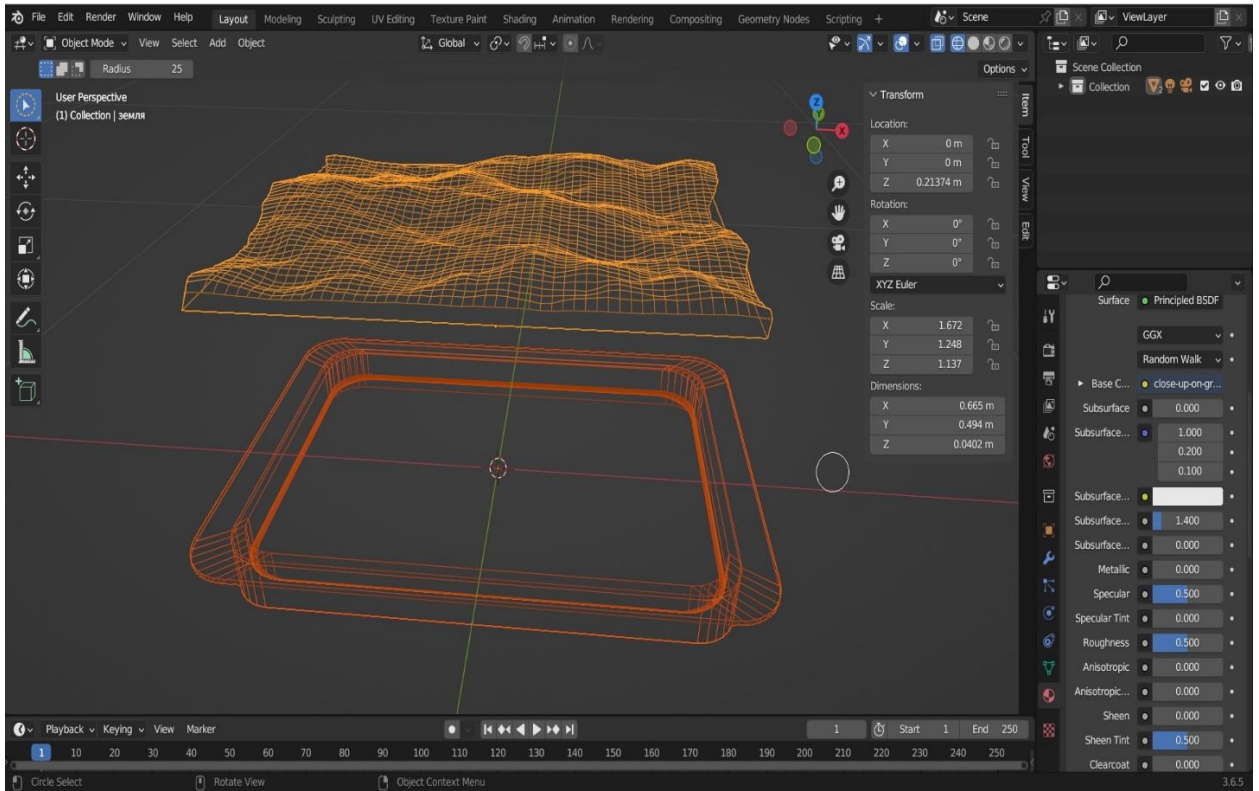 File Edit Render Window Help Layout Modeling Sculpting UV Editing Texture Paint Shading Animation Rendering Compositing Geometry Nodes Scripting + Scene ViewLayer
Object Mode View Select Add Object Global
Radius 25 Options
User Perspective
(1) Collection | земля
Z
Y
X
Transform
Location:
X 0 m
Y 0 m
Z 0.21374 m
Rotation:
X 0°
Y 0°
Z 0°
XYZ Euler
Scale:
X 1.672
Y 1.248
Z 1.137
Dimensions:
X 0.665 m
Y 0.494 m
Z 0.0402 m
Item
Tool
View
Edit
Scene Collection
Collection
Surface Principled BSDF
GGX
Random Walk
Base C... close-up-on-gr...
Subsurface 0.000
Subsurface... 1.000
0.200
0.100
Subsurface...
Subsurface... 1.400
Subsurface... 0.000
Metallic 0.000
Specular 0.500
Specular Tint 0.000
Roughness 0.500
Anisotropic 0.000
Anisotropic... 0.000
Sheen 0.000
Sheen Tint 0.500
Clearcoat 0.000
Playback Keying View Marker 1 Start 1 End 250
1 10 20 30 40 50 60 70 80 90 100 110 120 130 140 150 160 170 180 190 200 210 220 230 240 250
Circle Select Rotate View Object Context Menu 3.6.5